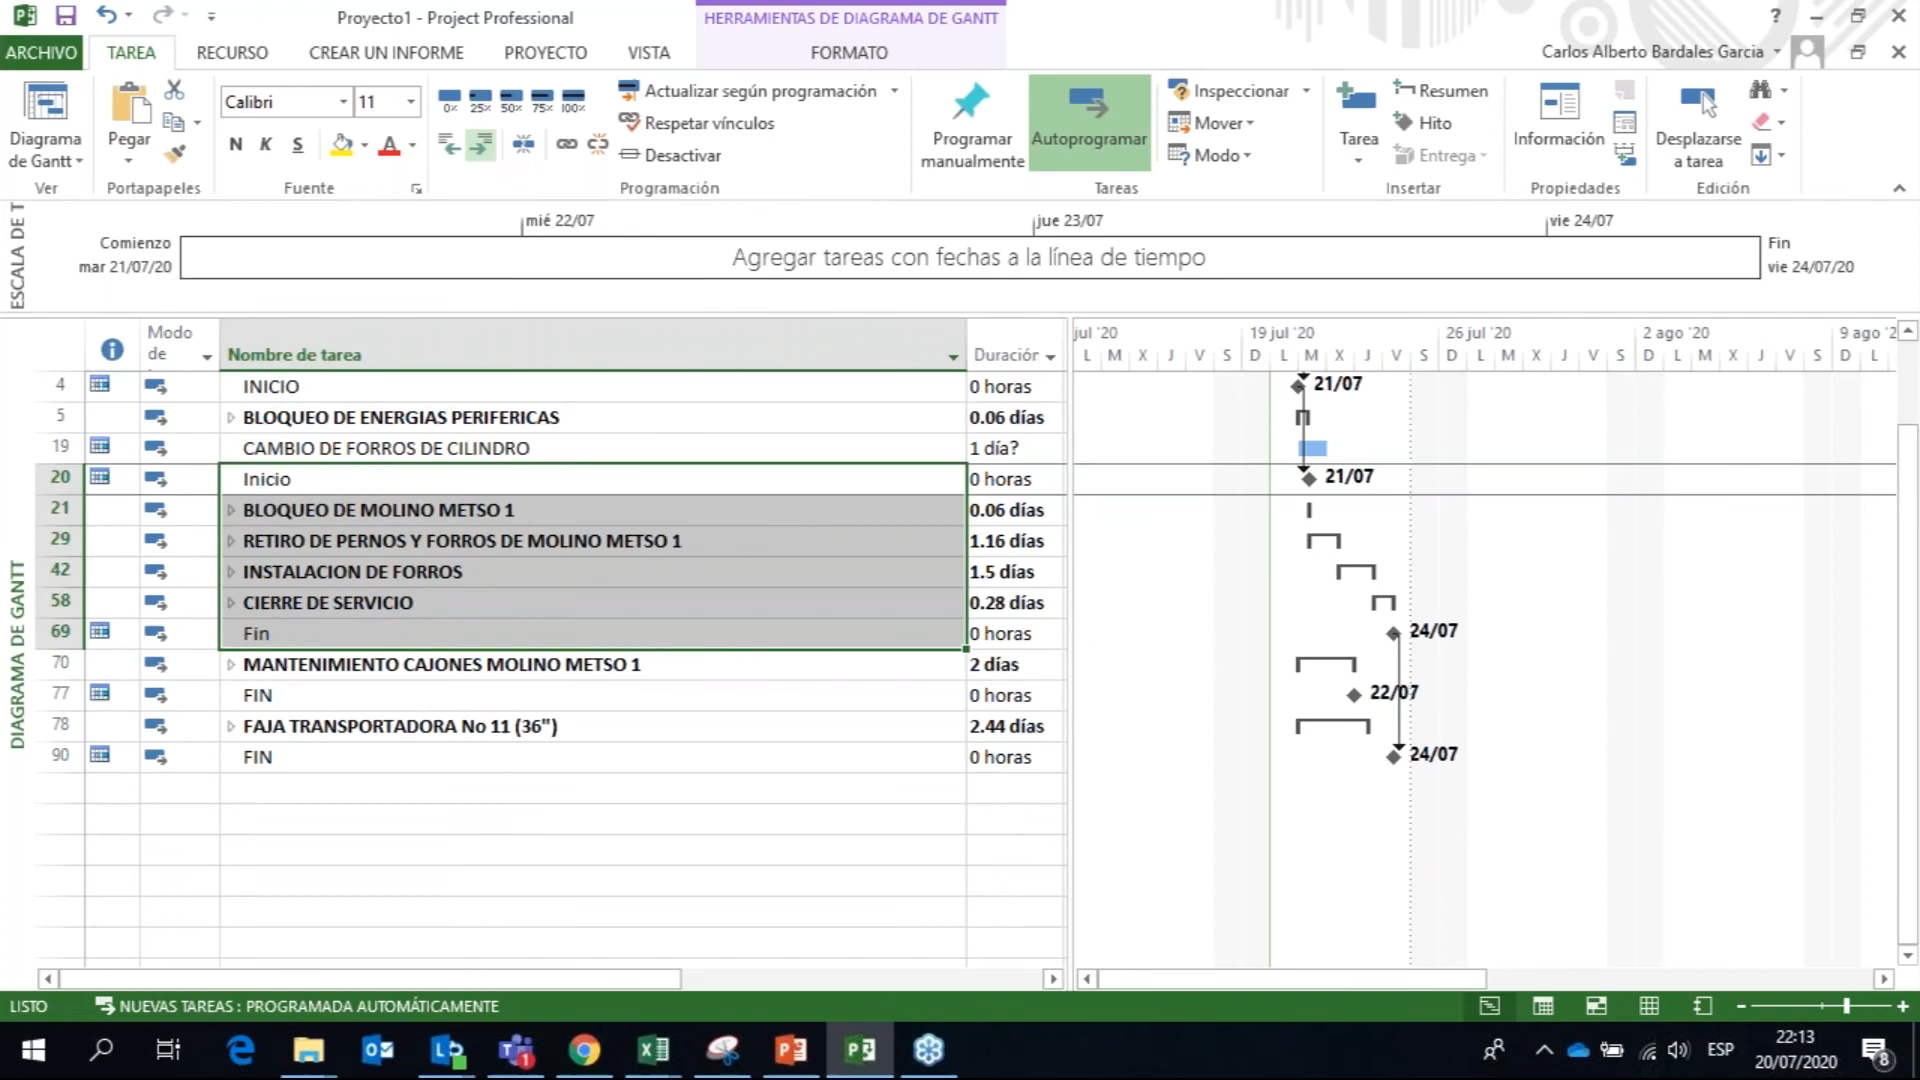 Proyecto1 - Project Professional
HERRAMIENTAS DE DIAGRAMA DE GANTT
ARCHIVO TAREA RECURSO CREAR UN INFORME PROYECTO VISTA FORMATO
Carlos Alberto Bardales Garcia
Diagrama de Gantt
Pegar
Calibri 11
N K S
0% 25% 50% 75% 100%
Actualizar según programación
Respetar vínculos
Desactivar
Programar manualmente
Autoprogramar
Inspeccionar
Mover
Modo
Tarea
Resumen
Hito
Entrega
Información
Desplazarse a tarea
Ver Portapapeles Fuente Programación Tareas Insertar Propiedades Edición
ESCALA DE T
mié 22/07 jue 23/07 vie 24/07
Comienzo
mar 21/07/20
Agregar tareas con fechas a la línea de tiempo
Fin
vie 24/07/20
Modo de
Nombre de tarea
Duración
jul '20 19 jul '20 26 jul '20 2 ago '20 9 ago '2
L M X J V S D L M X J V S D L M X J V S D L M X J V S D L
4 INICIO 0 horas 21/07
5 BLOQUEO DE ENERGIAS PERIFERICAS 0.06 días
19 CAMBIO DE FORROS DE CILINDRO 1 día?
20 Inicio 0 horas 21/07
21 BLOQUEO DE MOLINO METSO 1 0.06 días
29 RETIRO DE PERNOS Y FORROS DE MOLINO METSO 1 1.16 días
42 INSTALACION DE FORROS 1.5 días
58 CIERRE DE SERVICIO 0.28 días
69 Fin 0 horas 24/07
70 MANTENIMIENTO CAJONES MOLINO METSO 1 2 días
77 FIN 0 horas 22/07
78 FAJA TRANSPORTADORA No 11 (36") 2.44 días
90 FIN 0 horas 24/07
DIAGRAMA DE GANTT
LISTO NUEVAS TAREAS : PROGRAMADA AUTOMÁTICAMENTE
ESP
22:13
20/07/2020
8